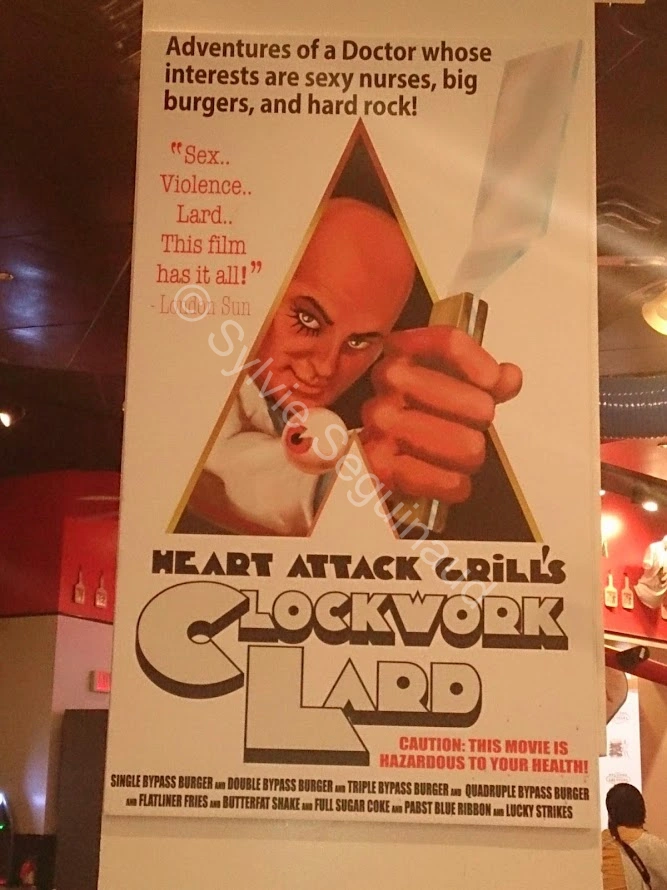 Adventures of a Doctor whose
interests are sexy nurses, big
burgers, and hard rock!
“Sex..
Violence..
Lard..
This film
has it all!”
- Louden Sun
© Sylvie Seguinaud
HEART ATTACK GRILL'S
CLOCKWORK
LARD
CAUTION: THIS MOVIE IS
HAZARDOUS TO YOUR HEALTH!
SINGLE BYPASS BURGER AND DOUBLE BYPASS BURGER AND TRIPLE BYPASS BURGER AND QUADRUPLE BYPASS BURGER
AND FLATLINER FRIES AND BUTTERFAT SHAKE AND FULL SUGAR COKE AND PABST BLUE RIBBON AND LUCKY STRIKES